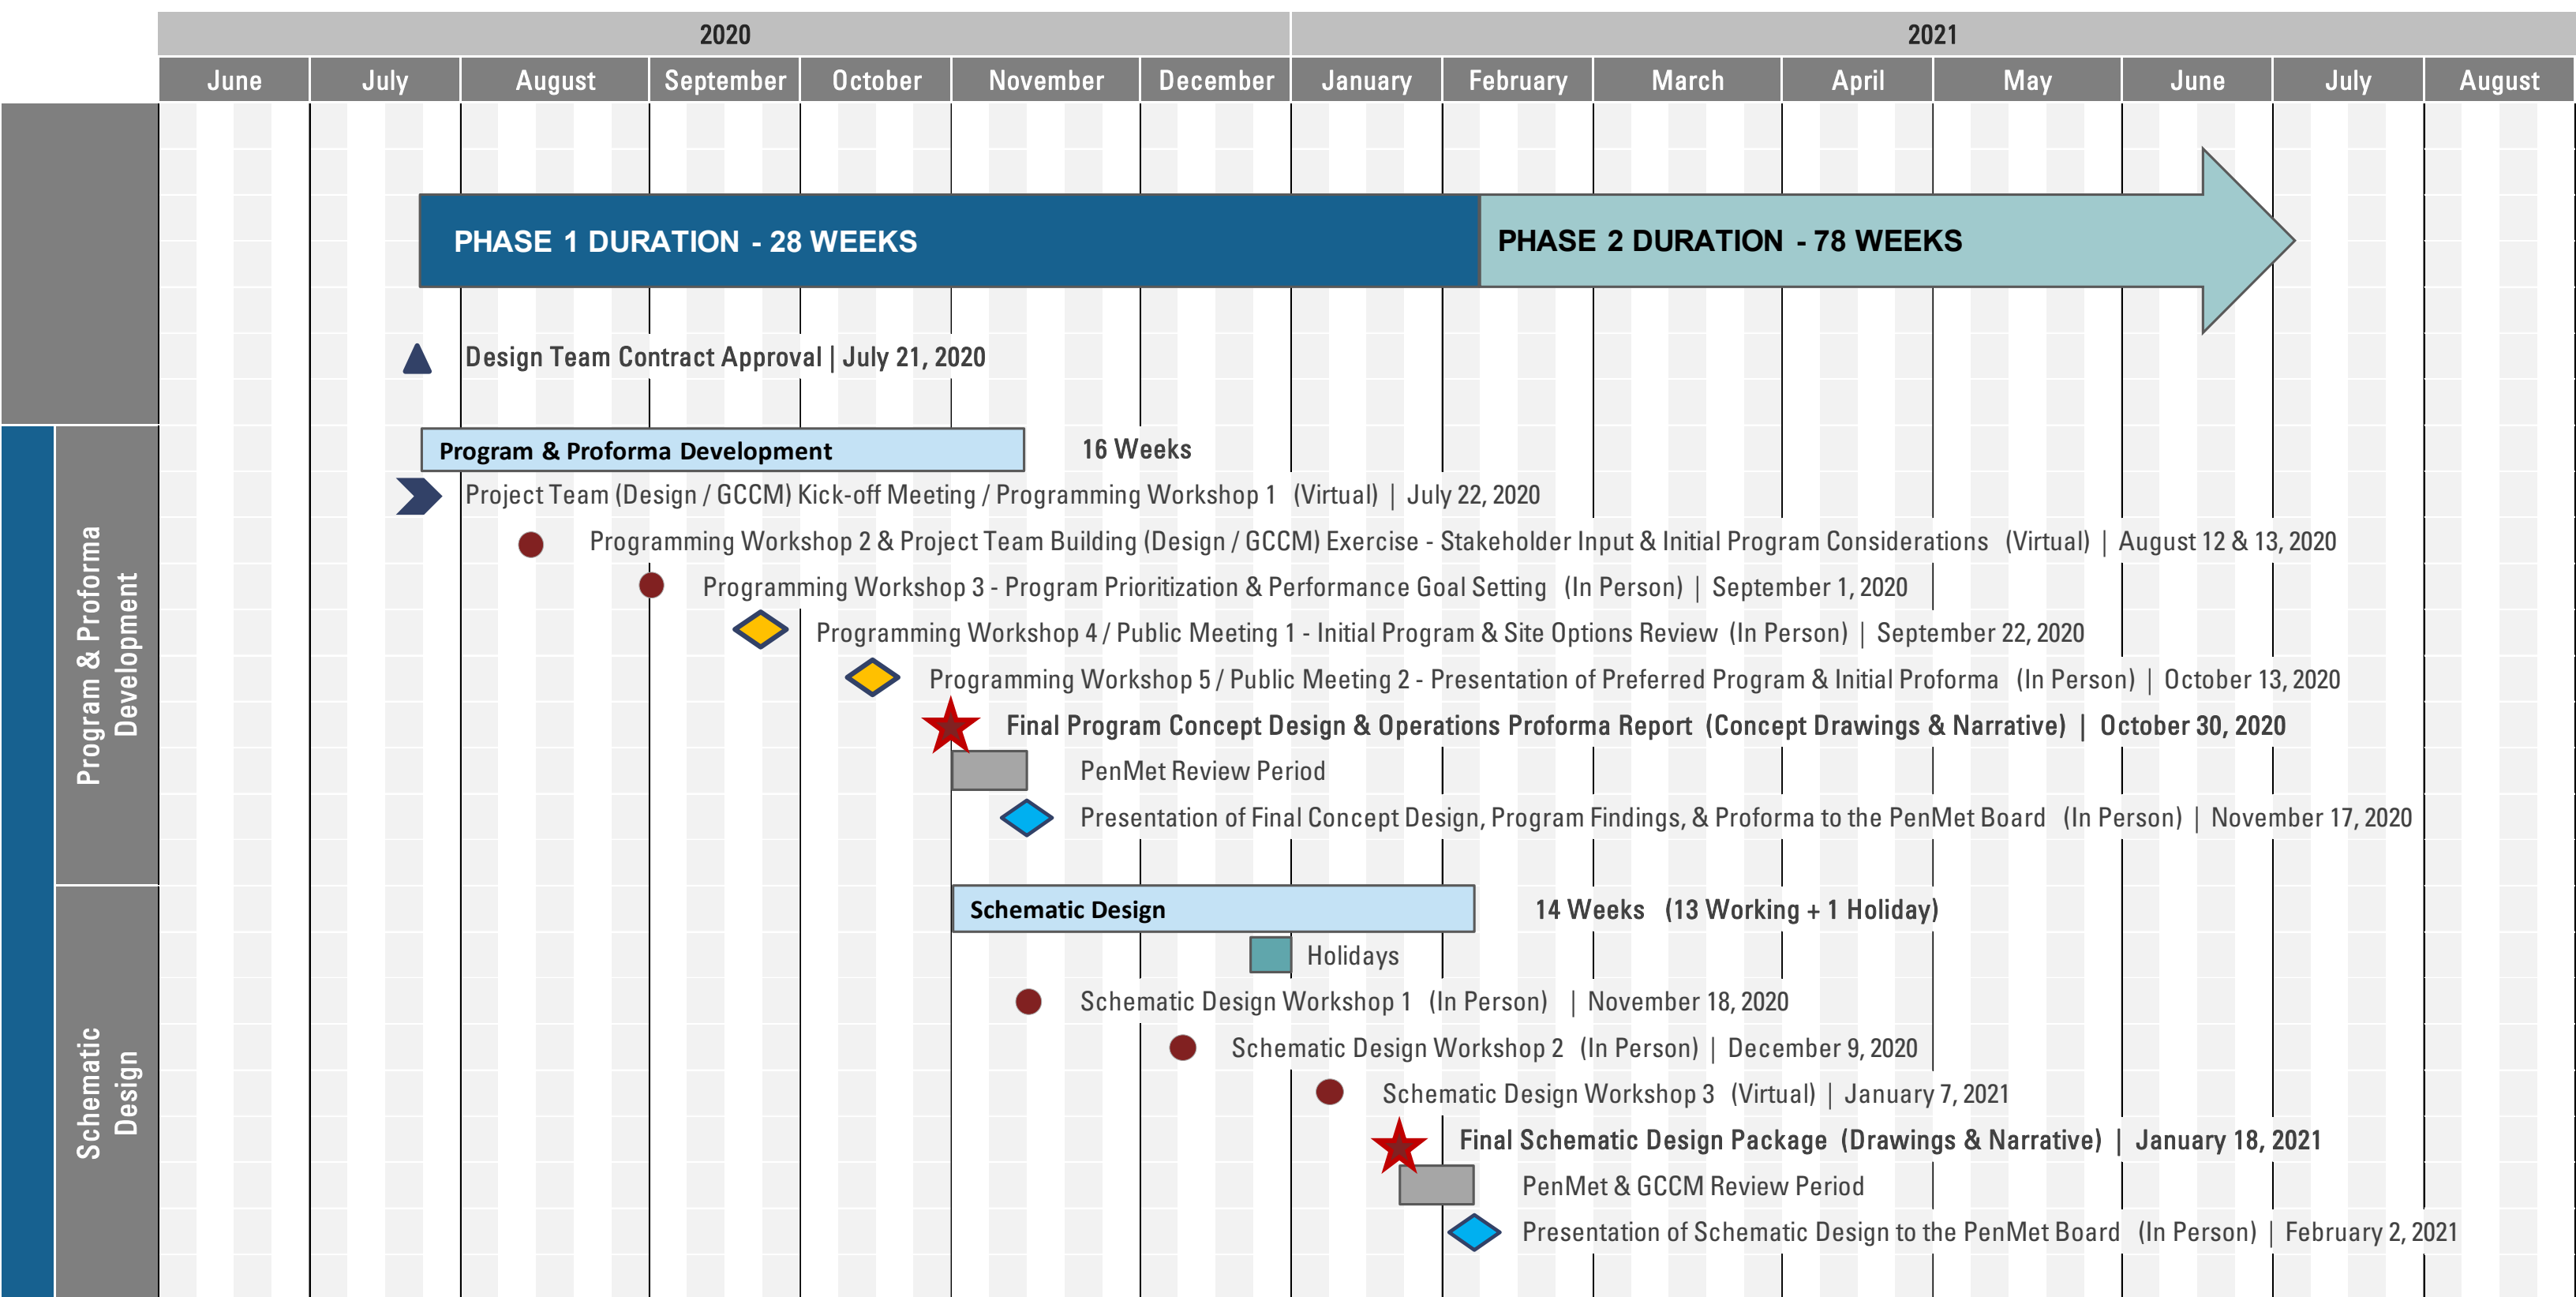 2020
2021
June
July
August
September
October
November
December
January
February
March
April
May
June
July
August
PHASE 1 DURATION - 28 WEEKS
PHASE 2 DURATION - 78 WEEKS
Design Team Contract Approval | July 21, 2020
Program & Proforma
Development
Program & Proforma Development
16 Weeks
Project Team (Design / GCCM) Kick-off Meeting / Programming Workshop 1 (Virtual) | July 22, 2020
Programming Workshop 2 & Project Team Building (Design / GCCM) Exercise - Stakeholder Input & Initial Program Considerations (Virtual) | August 12 & 13, 2020
Programming Workshop 3 - Program Prioritization & Performance Goal Setting (In Person) | September 1, 2020
Programming Workshop 4 / Public Meeting 1 - Initial Program & Site Options Review (In Person) | September 22, 2020
Programming Workshop 5 / Public Meeting 2 - Presentation of Preferred Program & Initial Proforma (In Person) | October 13, 2020
Final Program Concept Design & Operations Proforma Report (Concept Drawings & Narrative) | October 30, 2020
PenMet Review Period
Presentation of Final Concept Design, Program Findings, & Proforma to the PenMet Board (In Person) | November 17, 2020
Schematic
Design
Schematic Design
14 Weeks (13 Working + 1 Holiday)
Holidays
Schematic Design Workshop 1 (In Person) | November 18, 2020
Schematic Design Workshop 2 (In Person) | December 9, 2020
Schematic Design Workshop 3 (Virtual) | January 7, 2021
Final Schematic Design Package (Drawings & Narrative) | January 18, 2021
PenMet & GCCM Review Period
Presentation of Schematic Design to the PenMet Board (In Person) | February 2, 2021